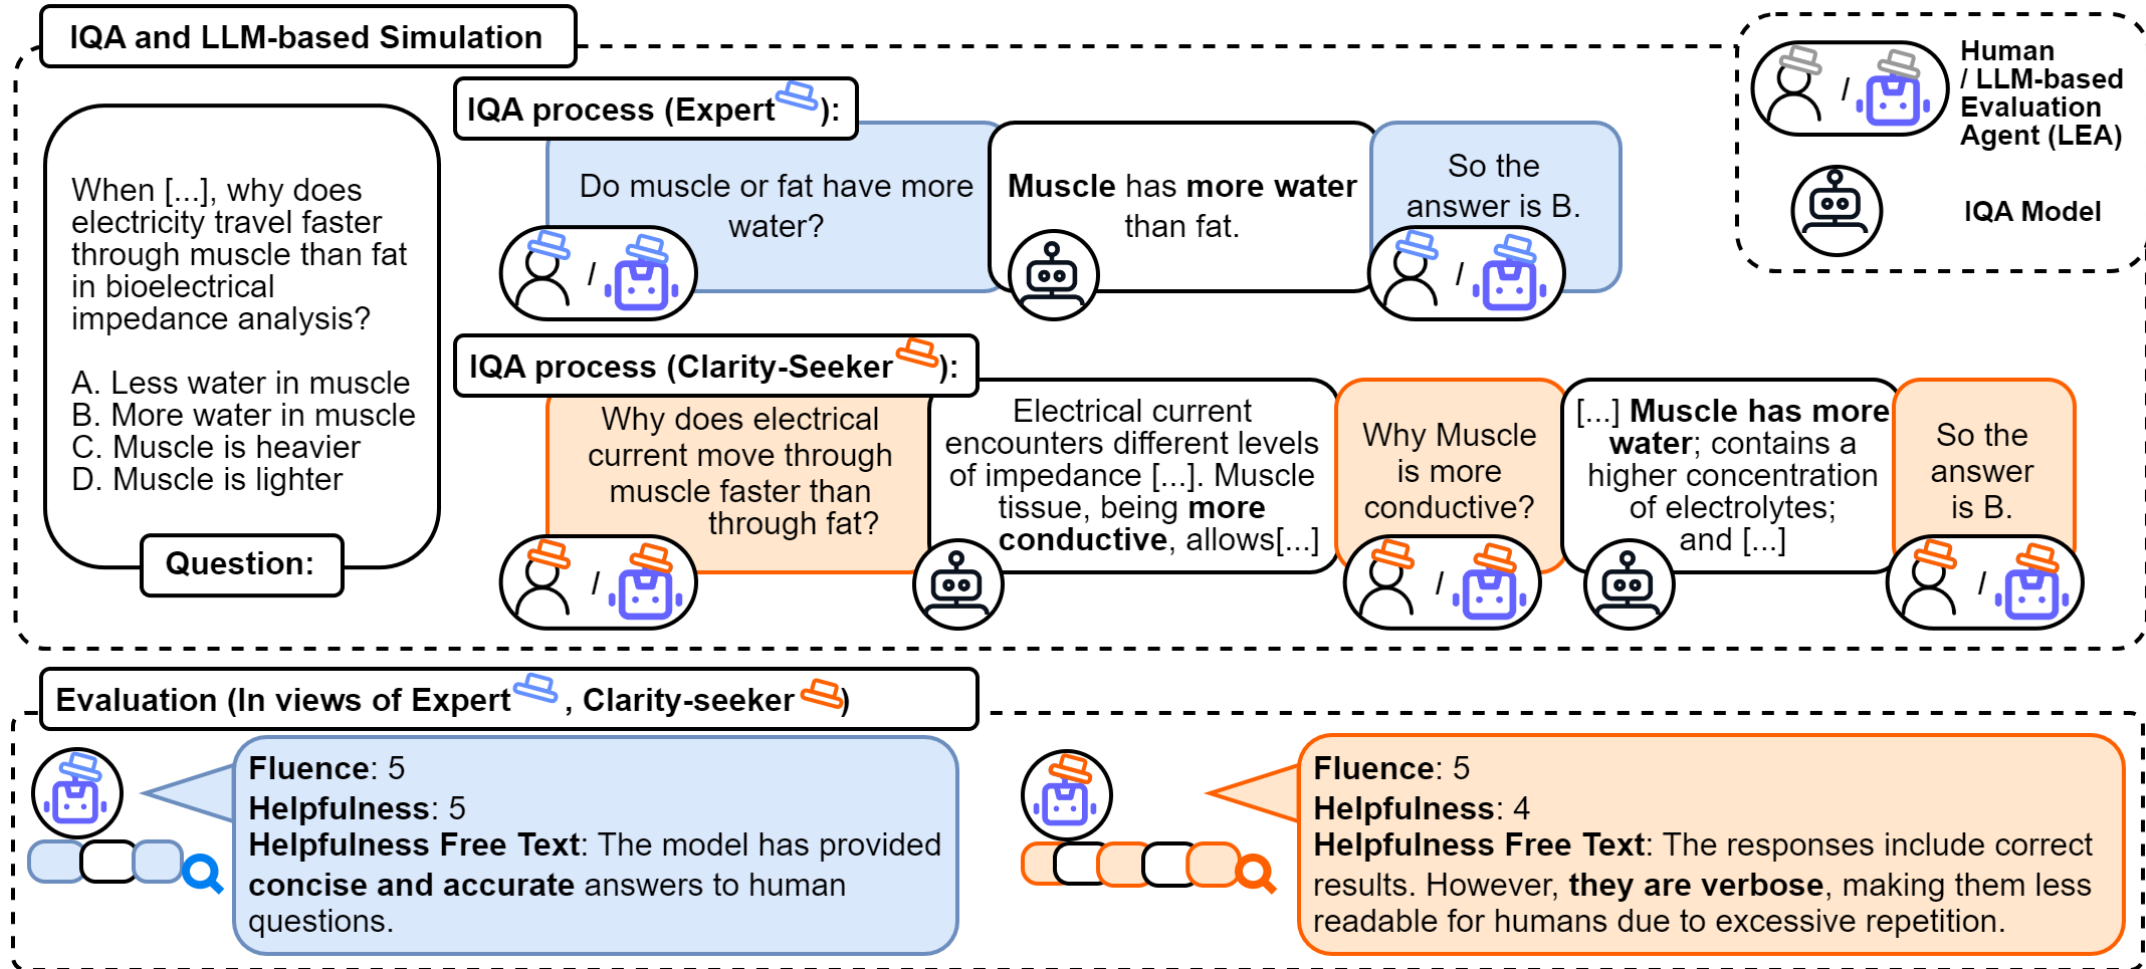 IQA and LLM-based Simulation
Human
/ LLM-based
Evaluation
Agent (LEA)
IQA Model
When [...], why does
electricity travel faster
through muscle than fat
in bioelectrical
impedance analysis?
A. Less water in muscle
B. More water in muscle
C. Muscle is heavier
D. Muscle is lighter
Question:
IQA process (Expert ):
Do muscle or fat have more
water?
/
Muscle has more water
than fat.
So the
answer is B.
/
IQA process (Clarity-Seeker ):
Why does electrical
current move through
muscle faster than
through fat?
/
Electrical current
encounters different levels
of impedance [...]. Muscle
tissue, being more
conductive, allows[...]
Why Muscle
is more
conductive?
/
[...] Muscle has more
water; contains a
higher concentration
of electrolytes;
and [...]
So the
answer
is B.
/
Evaluation (In views of Expert , Clarity-seeker )
Fluence: 5
Helpfulness: 5
Helpfulness Free Text: The model has provided
concise and accurate answers to human
questions.
Fluence: 5
Helpfulness: 4
Helpfulness Free Text: The responses include correct
results. However, they are verbose, making them less
readable for humans due to excessive repetition.